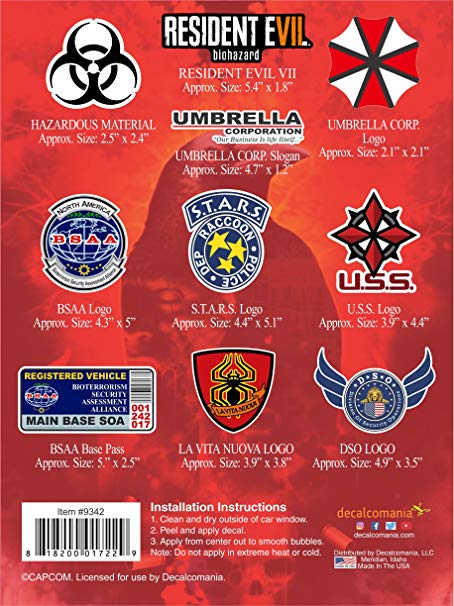 RESIDENT EVIL.
biohazard
RESIDENT EVIL VII
Approx. Size: 5.4" x 1.8"
HAZARDOUS MATERIAL
Approx. Size: 2.5" x 2.4"
UMBRELLA
CORPORATION
"Our Business Is Life Itself..."
UMBRELLA CORP. Slogan
Approx. Size: 4.7" x 1.2"
UMBRELLA CORP.
Logo
Approx. Size: 2.1" x 2.1"
NORTH AMERICA
BSAA
Bioterrorism Security Assessment Alliance
BSAA Logo
Approx. Size: 4.3" x 5"
S.T.A.R.S.
RACCOON
POLICE
DEP
S.T.A.R.S. Logo
Approx. Size: 4.4" x 5.1"
U.S.S.
U.S.S. Logo
Approx. Size: 3.9" x 4.4"
REGISTERED VEHICLE
BSAA
BIOTERRORISM
SECURITY
ASSESSMENT
ALLIANCE
001
242
017
MAIN BASE SOA
BSAA Base Pass
Approx. Size: 5." x 2.5"
LA VITA NUOVA
LA VITA NUOVA LOGO
Approx. Size: 3.9" x 3.8"
D·S·O
DSO LOGO
Approx. Size: 4.9" x 3.5"
Item #9342
8 18200 01722 9
Installation Instructions
1. Clean and dry outside of car window.
2. Peel and apply decal.
3. Apply from center out to smooth bubbles.
Note: Do not apply in extreme heat or cold.
decalcomania
Distributed by Decalcomania, LLC
Meridian, Idaho
Made In The USA
©CAPCOM. Licensed for use by Decalcomania.